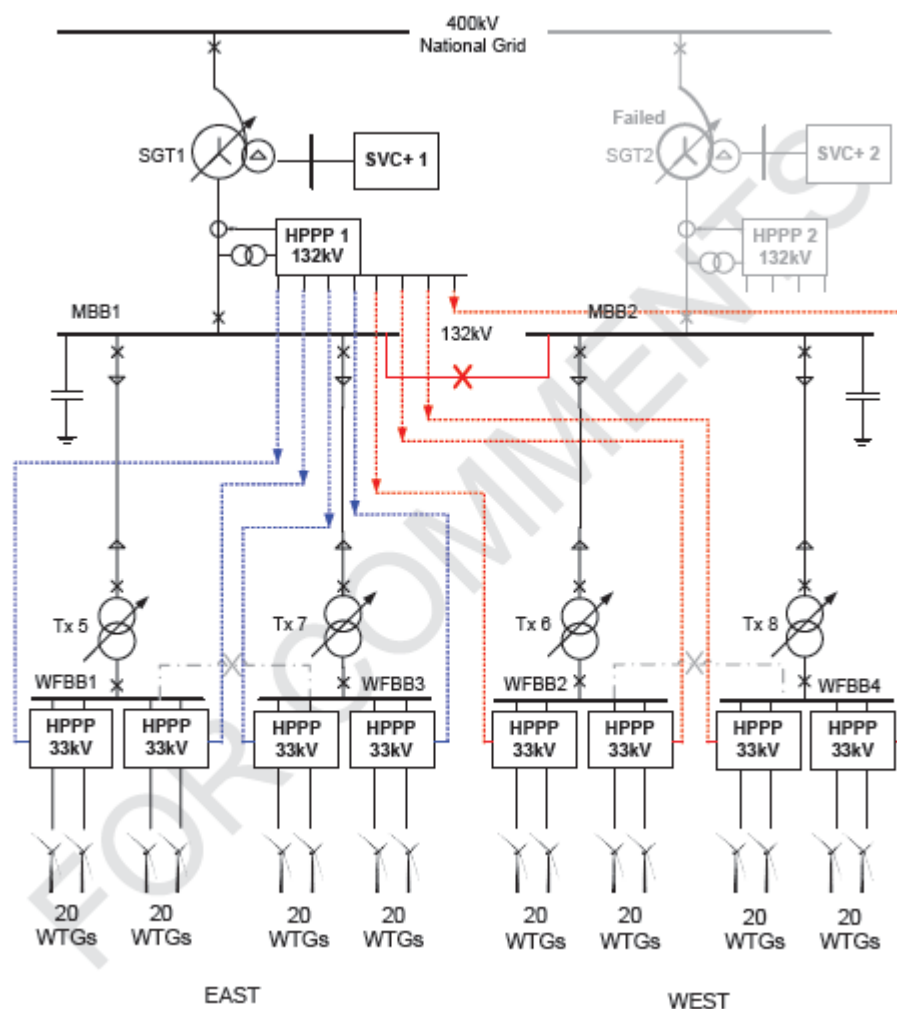 400kV
National Grid
Failed
SGT1
SVC+ 1
SGT2
SVC+ 2
HPPP 1
132kV
HPPP 2
132kV
MBB1
132kV
MBB2
Tx 5
Tx 7
Tx 6
Tx 8
WFBB1
WFBB3
WFBB2
WFBB4
HPPP
33kV
HPPP
33kV
HPPP
33kV
HPPP
33kV
HPPP
33kV
HPPP
33kV
HPPP
33kV
HPPP
33kV
20
WTGs
20
WTGs
20
WTGs
20
WTGs
20
WTGs
20
WTGs
20
WTGs
20
WTGs
EAST
WEST
FOR COMMENTS